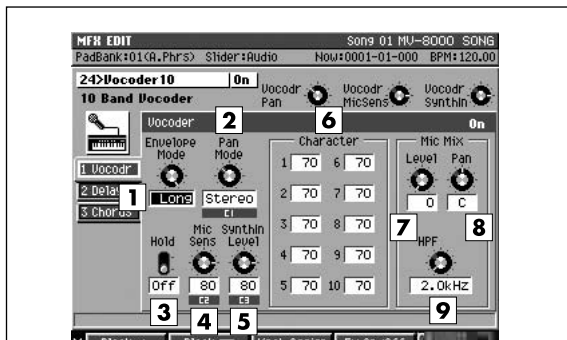 MFX EDIT Song 01 MV-8000 SONG
PadBank:01(A.Phrs) Slider:Audio Now:0001-01-000 BPM:120.00
24>Vocoder10 On
10 Band Vocoder
Vocodr Pan
Vocodr MicSens
Vocodr SynthIn
6
Vocoder On
2
1 Vocodr
2 Delay
3 Chorus
1
Envelope Mode
Long
Pan Mode
Stereo
C1
Hold
Off
3
Mic Sens
80
C2
4
SynthIn Level
80
C3
5
Character
1 70 6 70
2 70 7 70
3 70 8 70
4 70 9 70
5 70 10 70
Mic Mix
Level Pan
0 C
7 8
HPF
2.0kHz
9